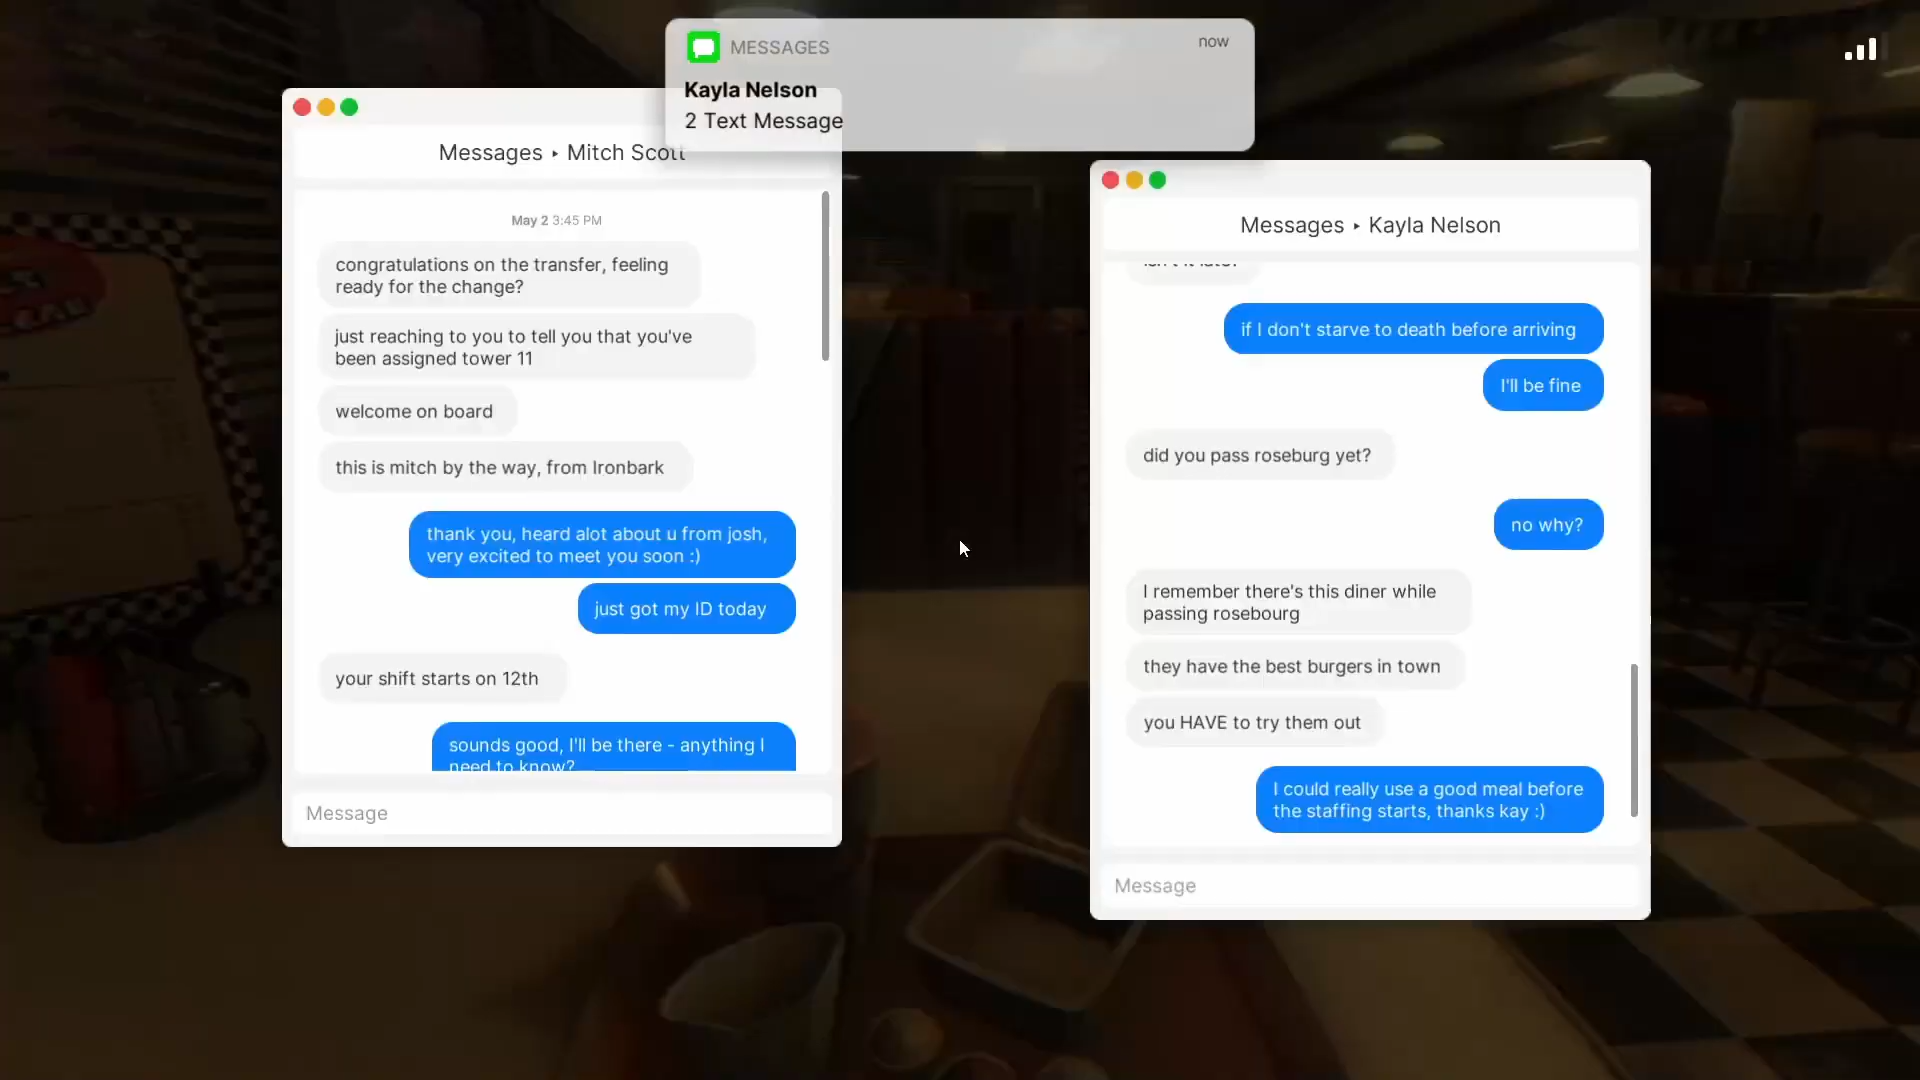 MESSAGES
now
Kayla Nelson
2 Text Message
Messages ‣ Mitch Scott
May 2 3:45 PM
congratulations on the transfer, feeling
ready for the change?
just reaching to you to tell you that you've
been assigned tower 11
welcome on board
this is mitch by the way, from Ironbark
thank you, heard alot about u from josh,
very excited to meet you soon :)
just got my ID today
your shift starts on 12th
sounds good, I'll be there - anything I
need to know?
Message
Messages ‣ Kayla Nelson
isn't it late?
if I don't starve to death before arriving
I'll be fine
did you pass roseburg yet?
no why?
I remember there's this diner while
passing rosebourg
they have the best burgers in town
you HAVE to try them out
I could really use a good meal before
the staffing starts, thanks kay :)
Message